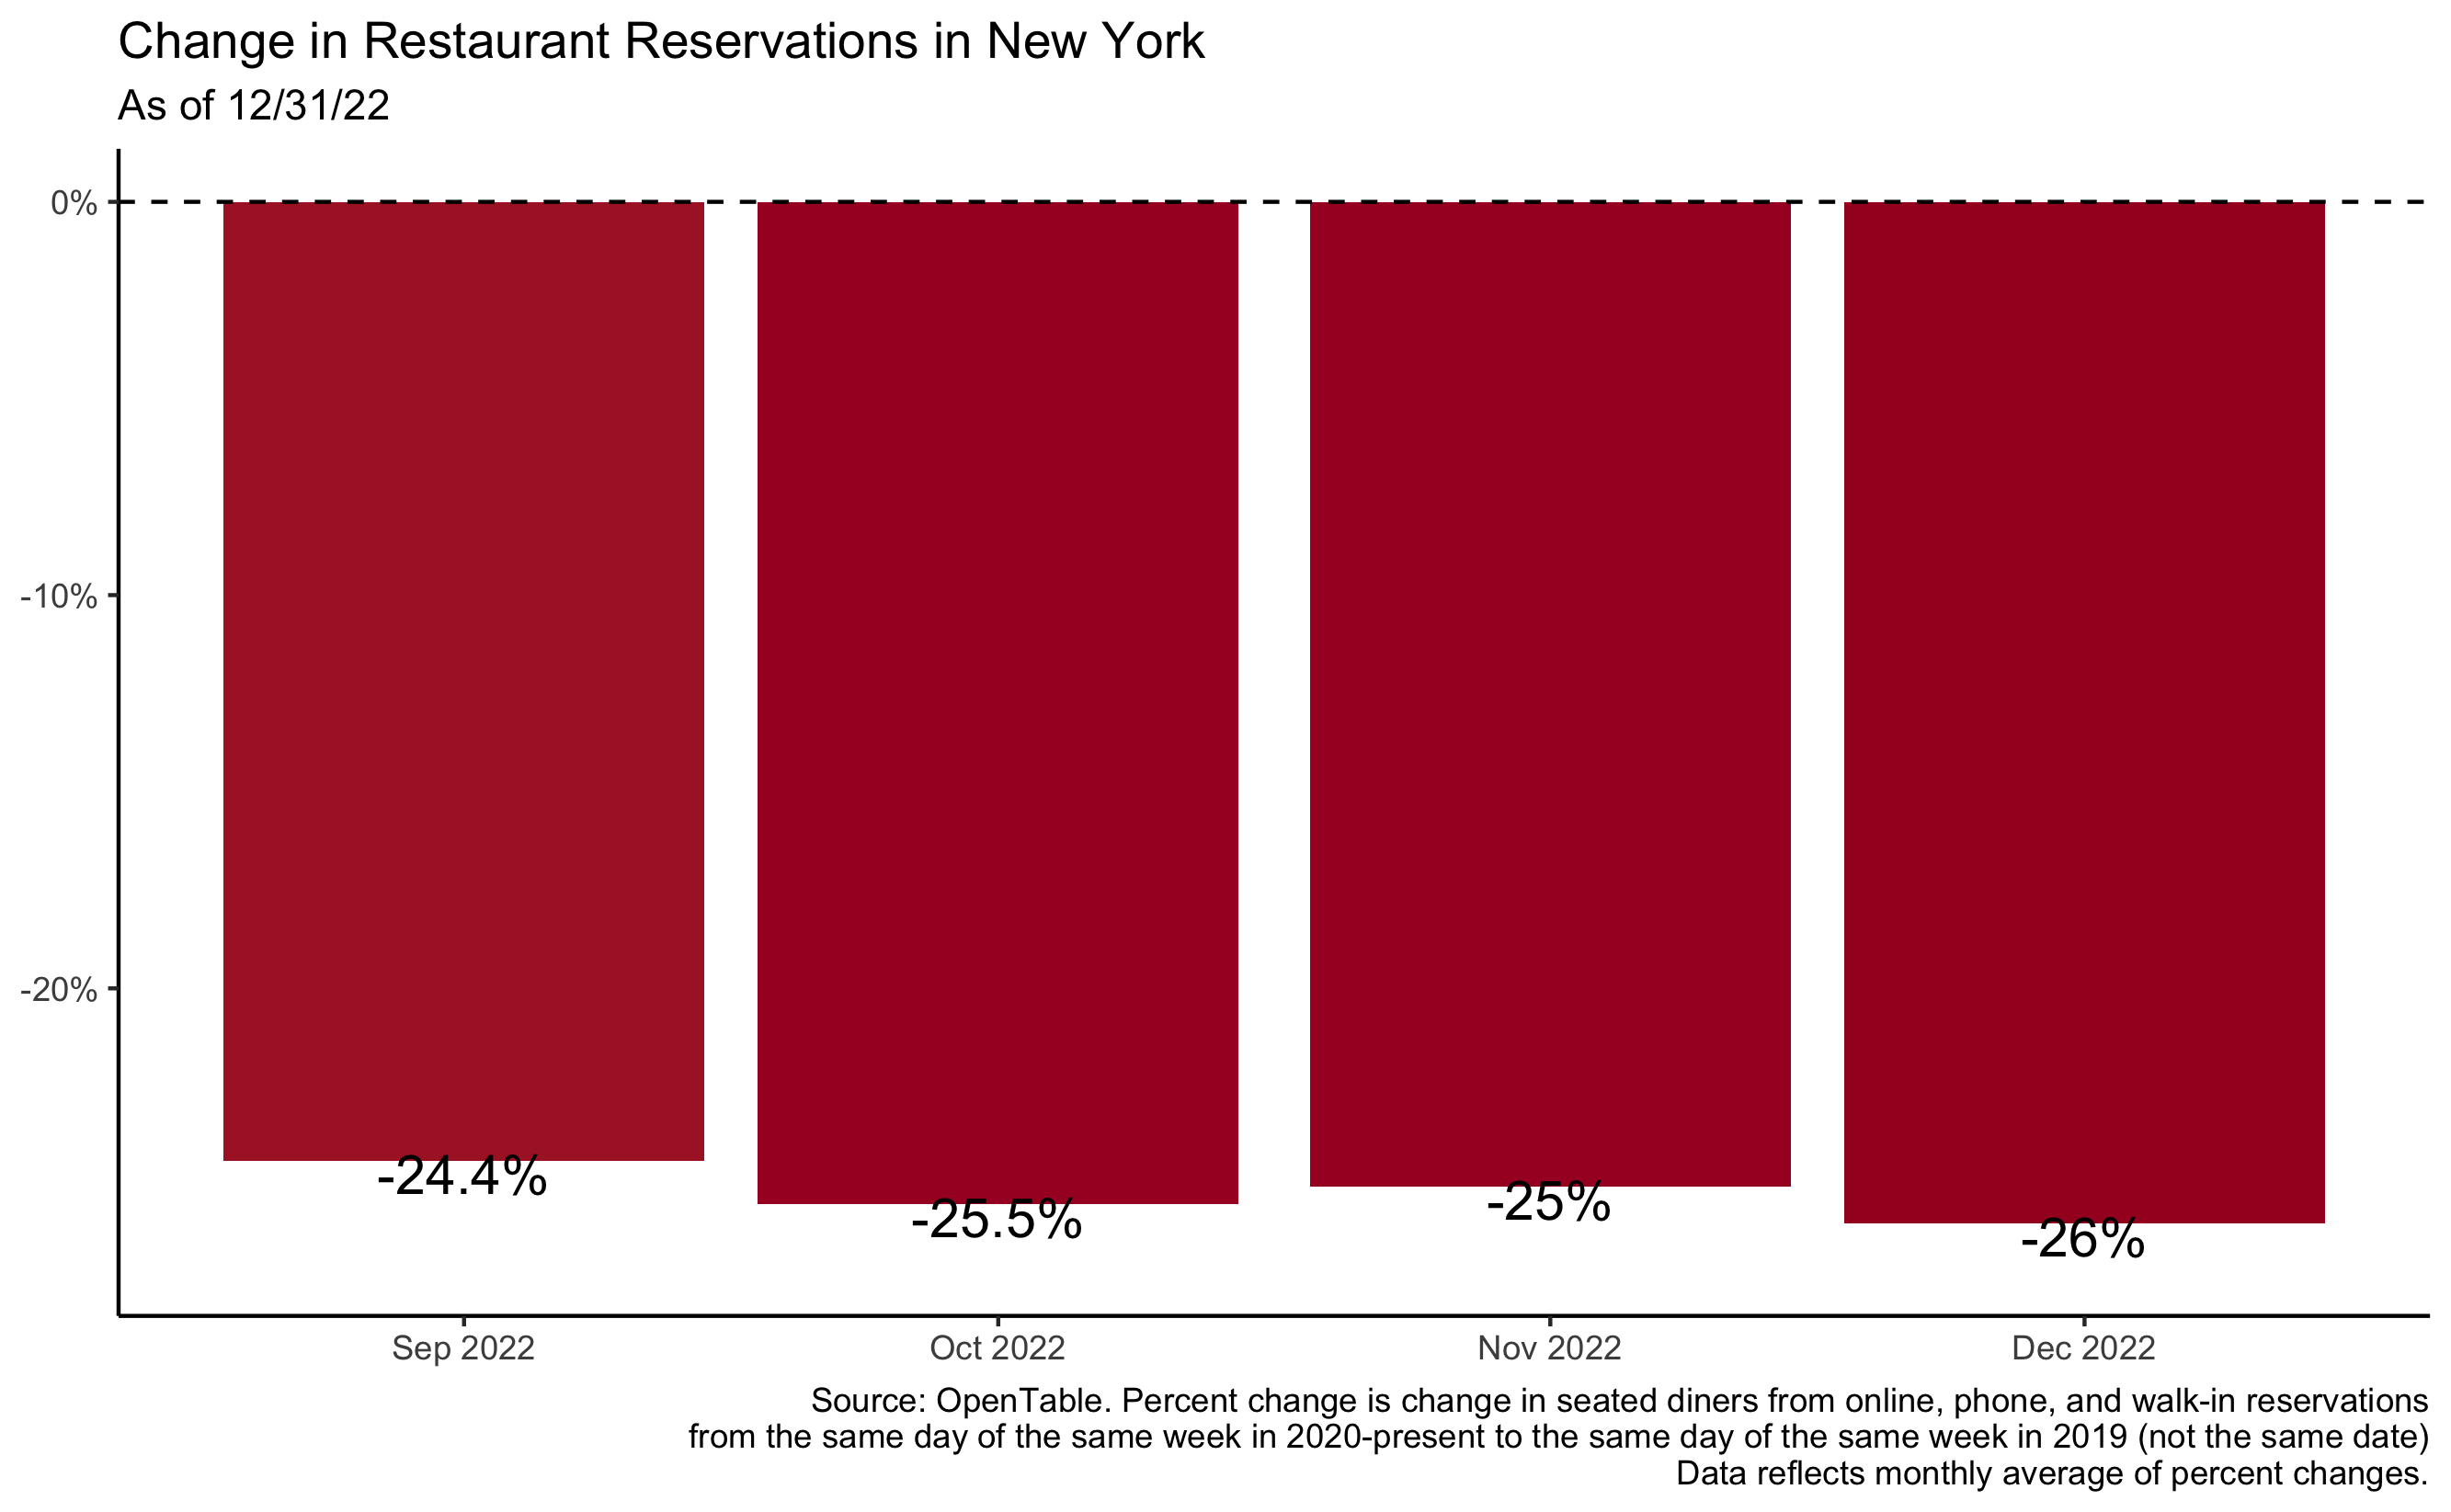 Change in Restaurant Reservations in New York
As of 12/31/22
0%
-10%
-20%
-24.4%
-25.5%
-25%
-26%
Sep 2022
Oct 2022
Nov 2022
Dec 2022
Source: OpenTable. Percent change is change in seated diners from online, phone, and walk-in reservations
from the same day of the same week in 2020-present to the same day of the same week in 2019 (not the same date)
Data reflects monthly average of percent changes.